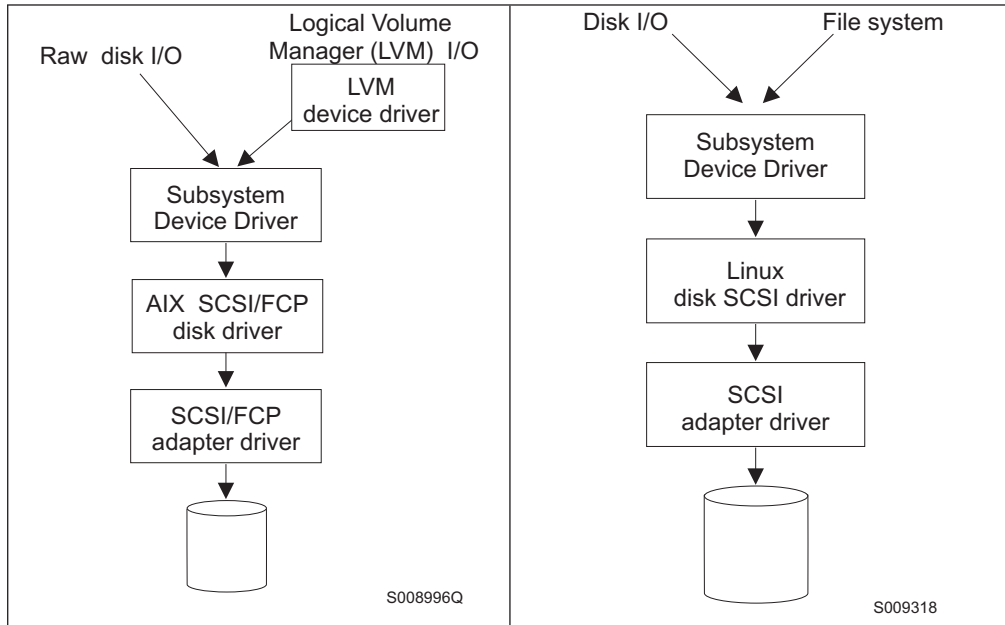 Raw disk I/O
Logical Volume
Manager (LVM) I/O
LVM
device driver
Subsystem
Device Driver
AIX SCSI/FCP
disk driver
SCSI/FCP
adapter driver
S008996Q
Disk I/O
File system
Subsystem
Device Driver
Linux
disk SCSI driver
SCSI
adapter driver
S009318